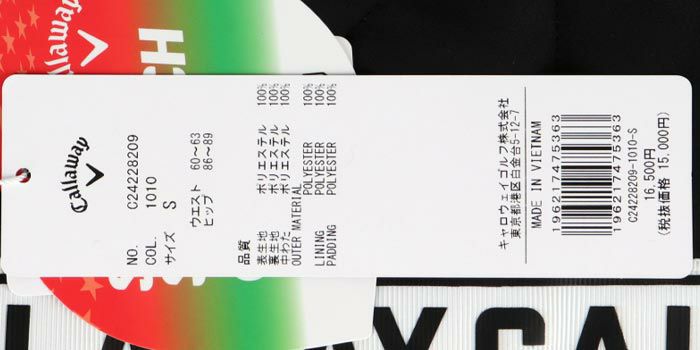 Callaway
Callaway
NO. C24228209
COL. 1010
サイズ S
ウエスト 60~63
ヒップ 86~89
品質
表生地 ポリエステル 100%
裏生地 ポリエステル 100%
中わた ポリエステル 100%
OUTER MATERIAL
POLYESTER 100%
LINING POLYESTER 100%
PADDING POLYESTER 100%
キャロウェイゴルフ株式会社
東京都港区白金台5-12-7
MADE IN VIETNAM
196217475363
C24228209-1010-S
16,500円
(税抜価格 15,000円)